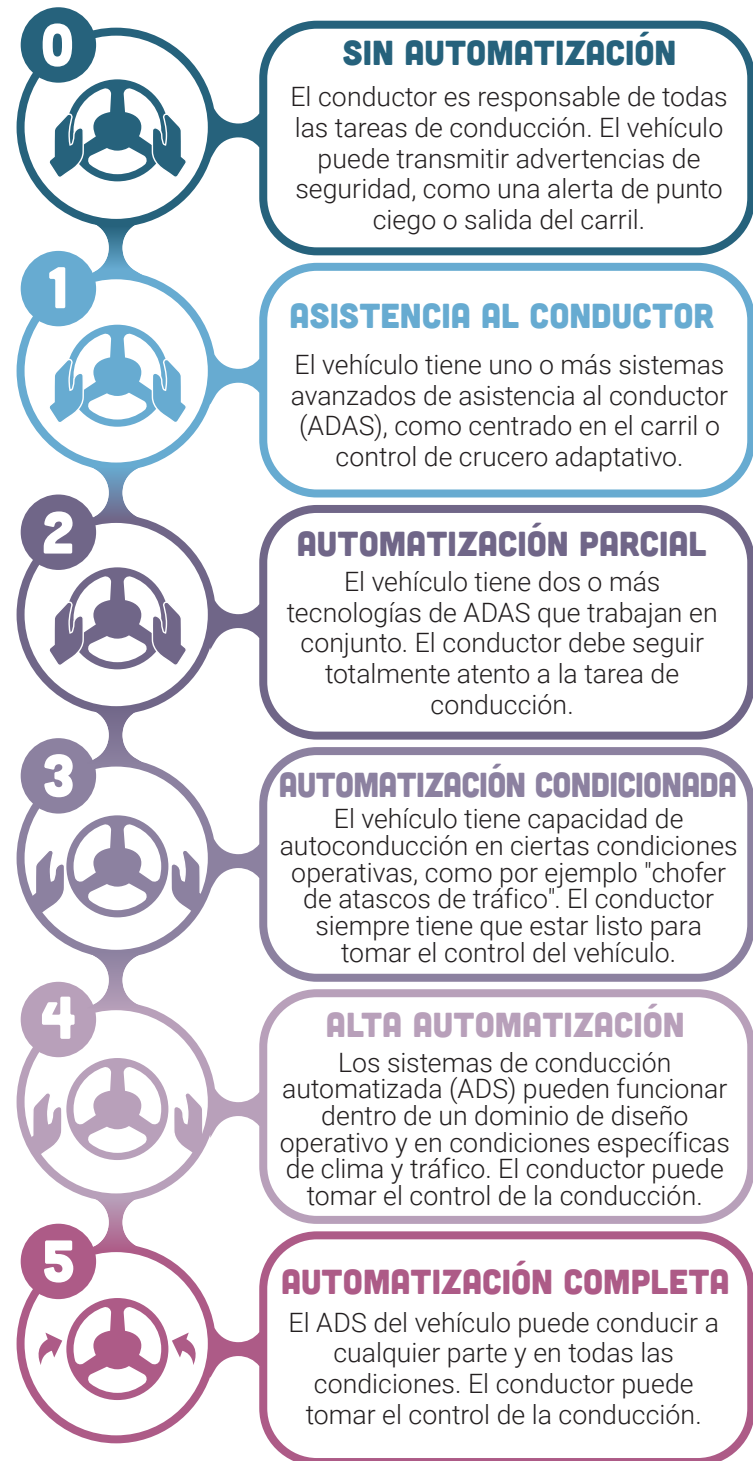 0
SIN AUTOMATIZACIÓN
El conductor es responsable de todas
las tareas de conducción. El vehículo
puede transmitir advertencias de
seguridad, como una alerta de punto
ciego o salida del carril.
1
ASISTENCIA AL CONDUCTOR
El vehículo tiene uno o más sistemas
avanzados de asistencia al conductor
(ADAS), como centrado en el carril o
control de crucero adaptativo.
2
AUTOMATIZACIÓN PARCIAL
El vehículo tiene dos o más
tecnologías de ADAS que trabajan en
conjunto. El conductor debe seguir
totalmente atento a la tarea de
conducción.
3
AUTOMATIZACIÓN CONDICIONADA
El vehículo tiene capacidad de
autoconducción en ciertas condiciones
operativas, como por ejemplo "chofer
de atascos de tráfico". El conductor
siempre tiene que estar listo para
tomar el control del vehículo.
4
ALTA AUTOMATIZACIÓN
Los sistemas de conducción
automatizada (ADS) pueden funcionar
dentro de un dominio de diseño
operativo y en condiciones específicas
de clima y tráfico. El conductor puede
tomar el control de la conducción.
5
AUTOMATIZACIÓN COMPLETA
El ADS del vehículo puede conducir a
cualquier parte y en todas las
condiciones. El conductor puede
tomar el control de la conducción.